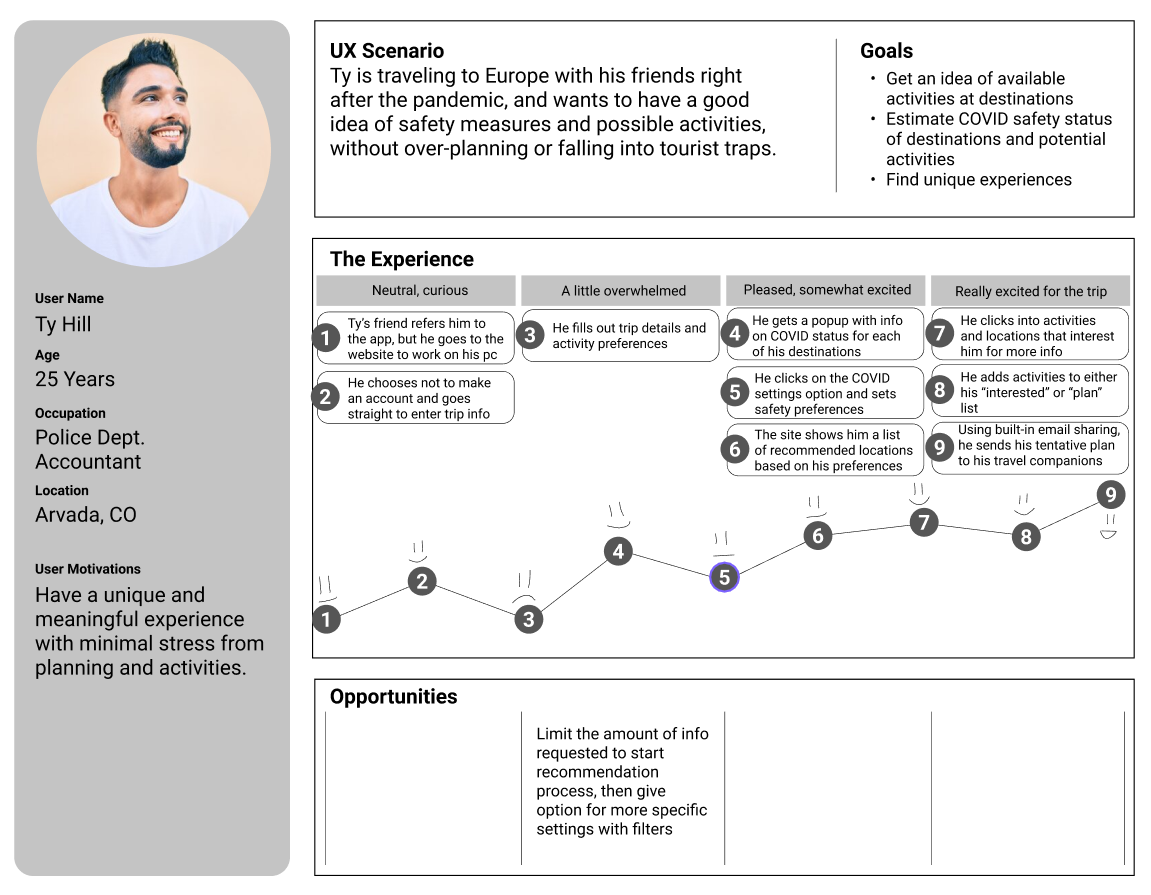 User Name
Ty Hill
Age
25 Years
Occupation
Police Dept.
Accountant
Location
Arvada, CO
User Motivations
Have a unique and
meaningful experience
with minimal stress from
planning and activities.
UX Scenario
Ty is traveling to Europe with his friends right
after the pandemic, and wants to have a good
idea of safety measures and possible activities,
without over-planning or falling into tourist traps.
Goals
• Get an idea of available
activities at destinations
• Estimate COVID safety status
of destinations and potential
activities
• Find unique experiences
The Experience
Neutral, curious
1
Ty's friend refers him to
the app, but he goes to the
website to work on his pc
2
He chooses not to make
an account and goes
straight to enter trip info
A little overwhelmed
3
He fills out trip details and
activity preferences
Pleased, somewhat excited
4
He gets a popup with info
on COVID status for each
of his destinations
5
He clicks on the COVID
settings option and sets
safety preferences
6
The site shows him a list
of recommended locations
based on his preferences
Really excited for the trip
7
He clicks into activities
and locations that interest
him for more info
8
He adds activities to either
his “interested” or “plan”
list
9
Using built-in email sharing,
he sends his tentative plan
to his travel companions
1
2
3
4
5
6
7
8
9
Opportunities
Limit the amount of info
requested to start
recommendation
process, then give
option for more specific
settings with filters